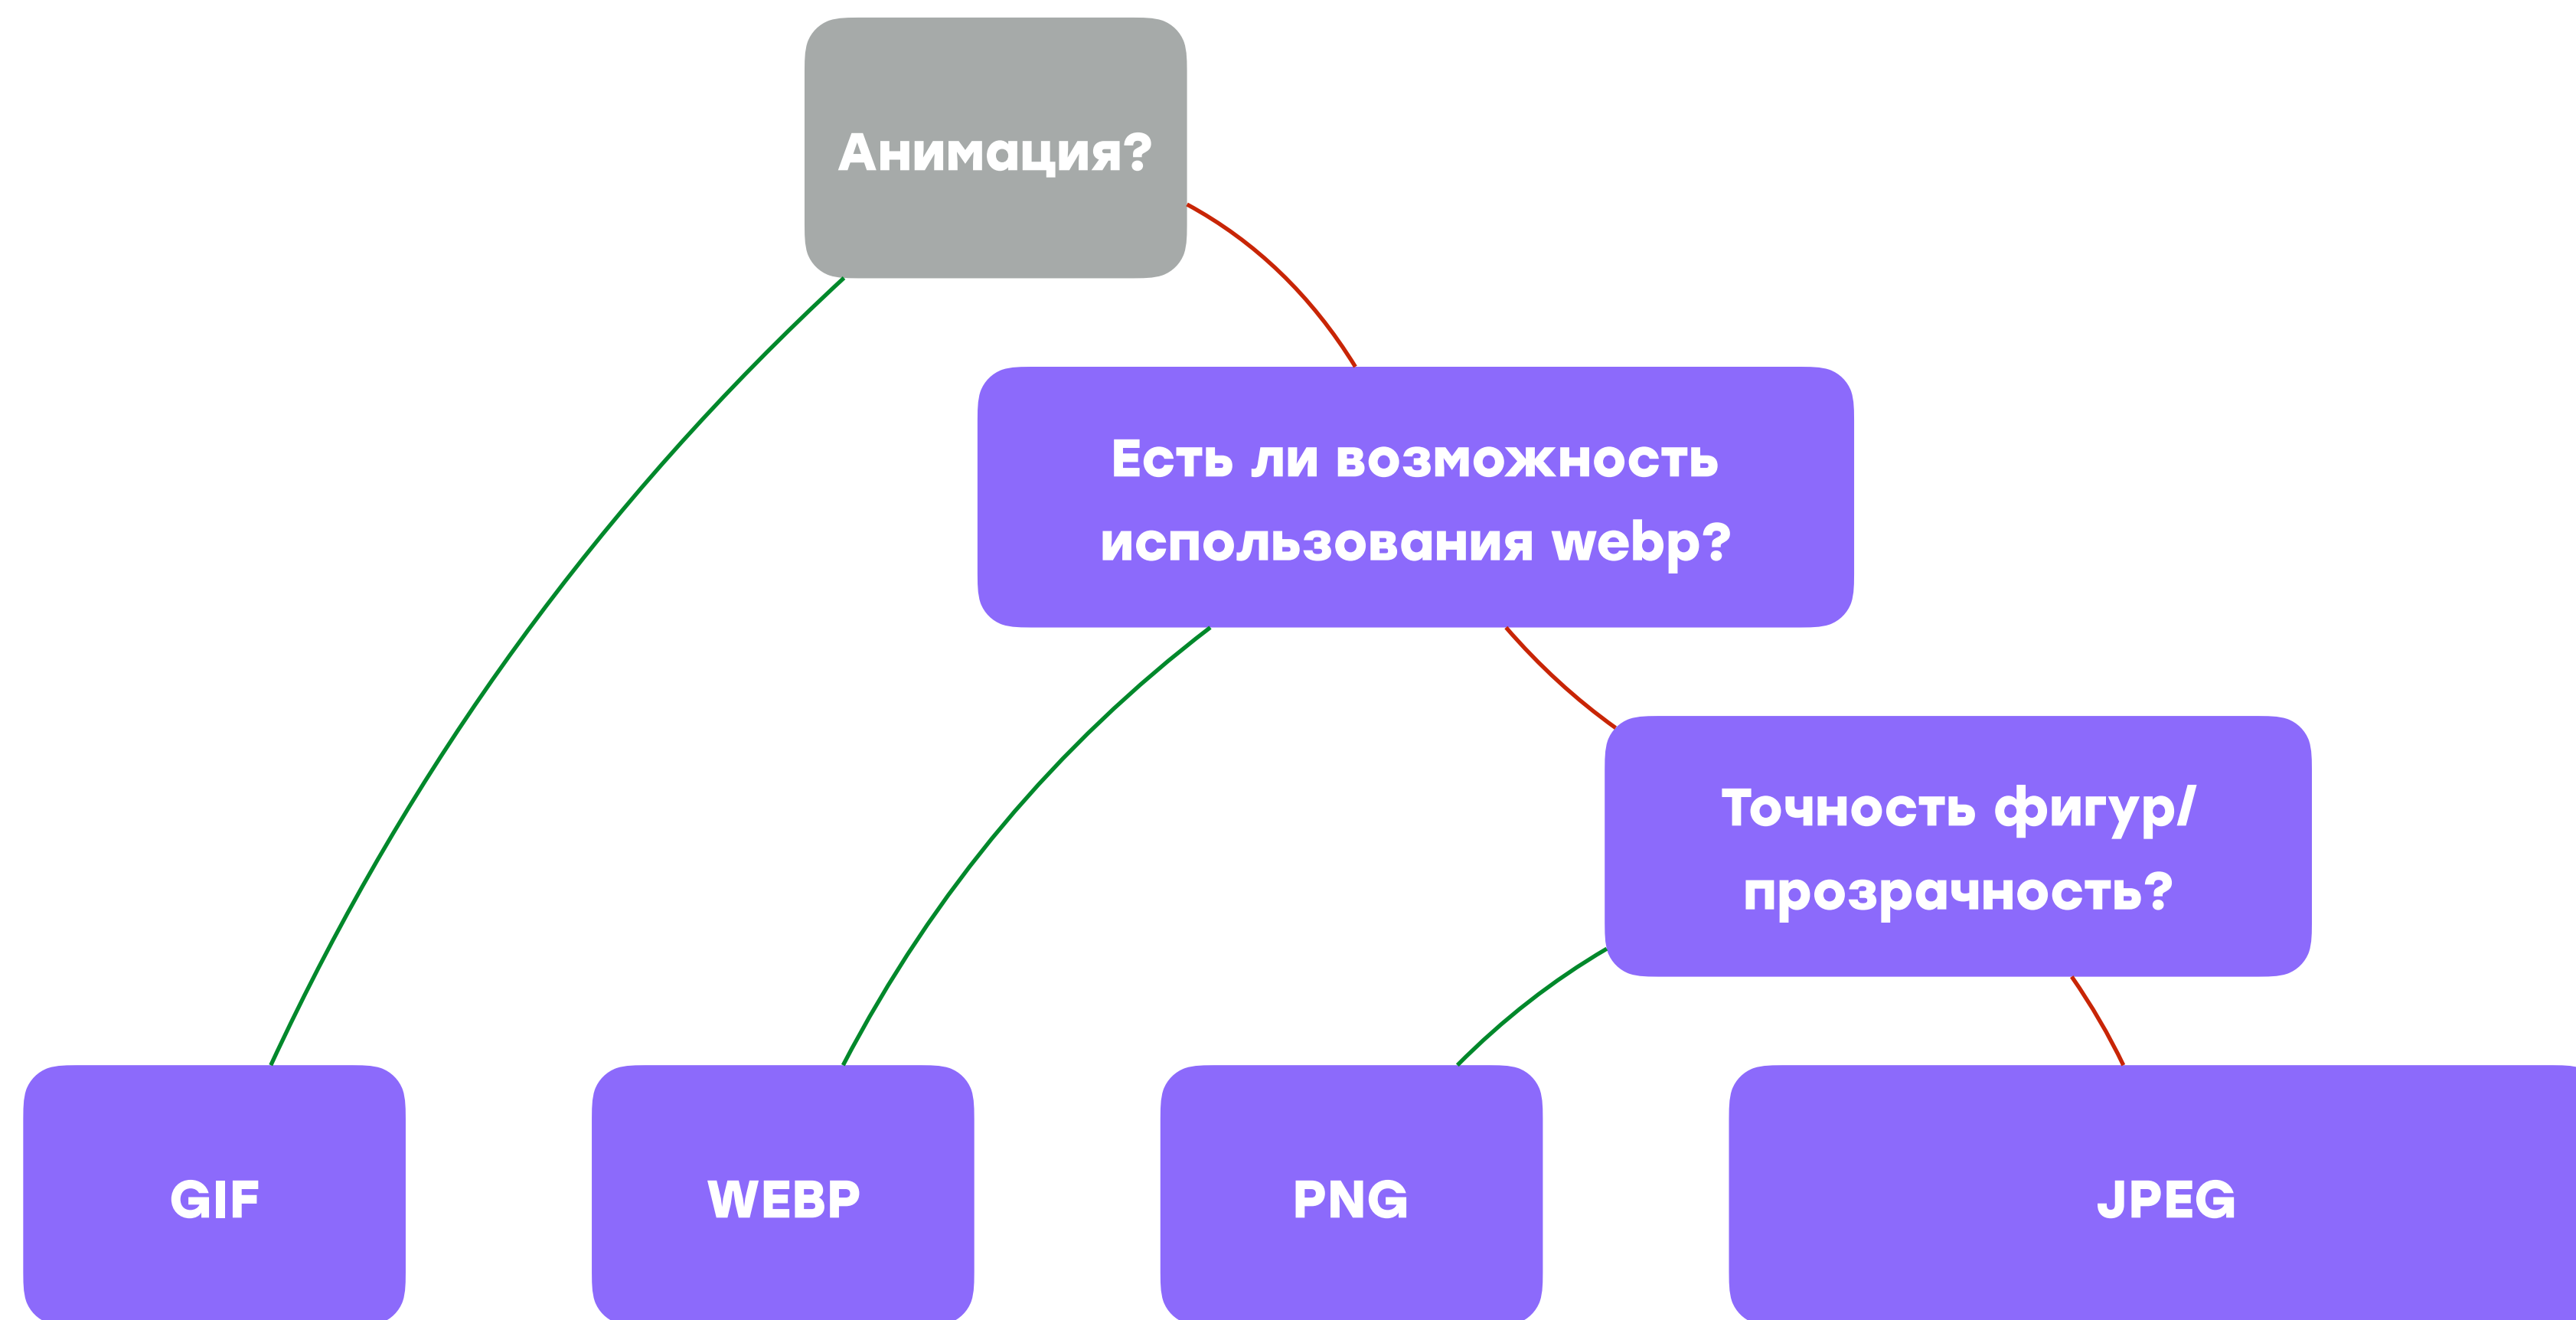 Анимация?
Есть ли возможность
использования webp?
Точность фигур/
прозрачность?
GIF
WEBP
PNG
JPEG